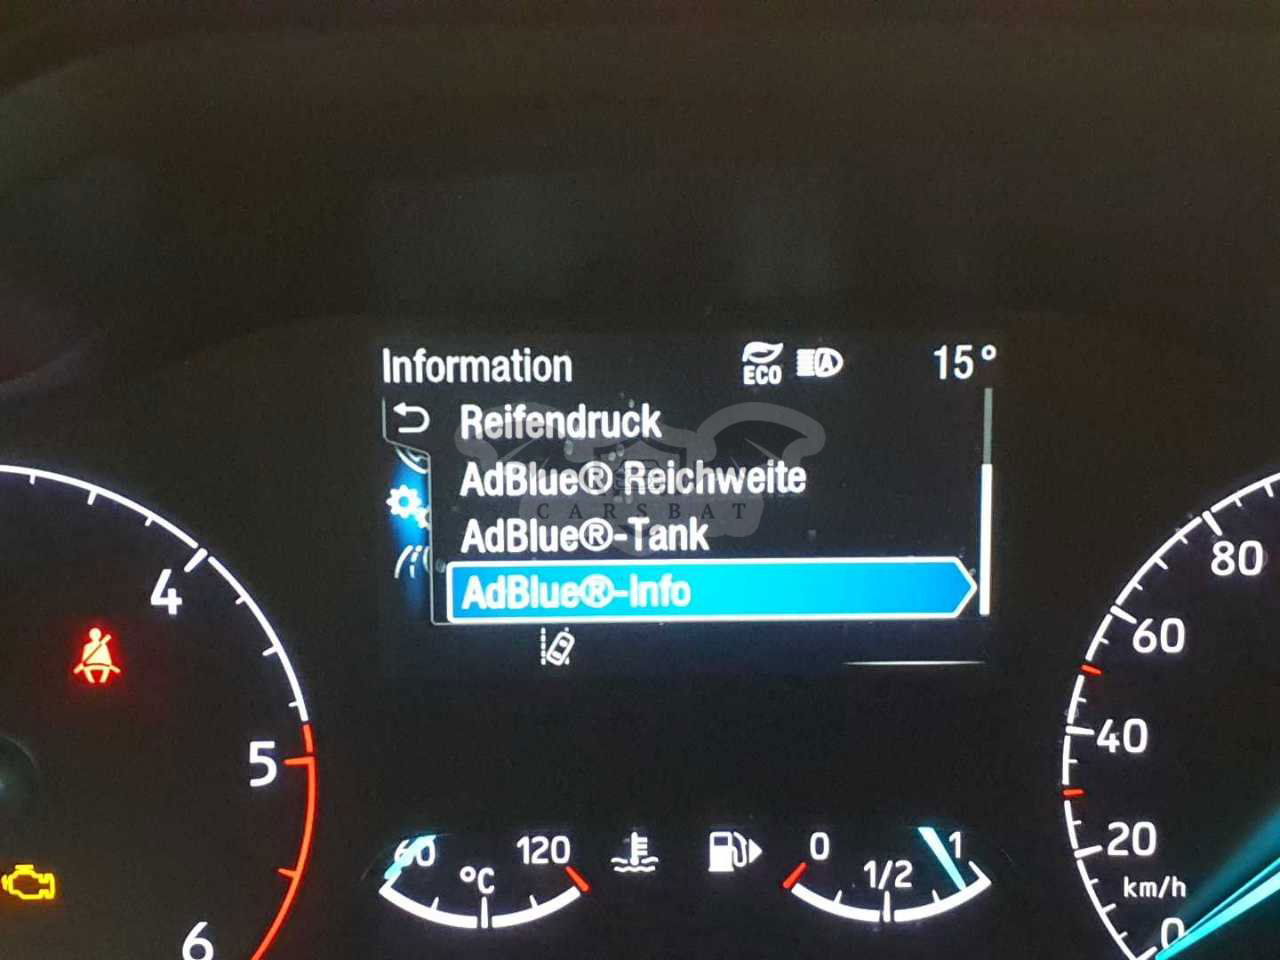 Information ECO A 15°
Reifendruck
AdBlue® Reichweite
CARSBAT
AdBlue®-Tank
AdBlue®-Info
4
5
6
60 120
°C
0 1/2 1
80
60
40
20
km/h
0